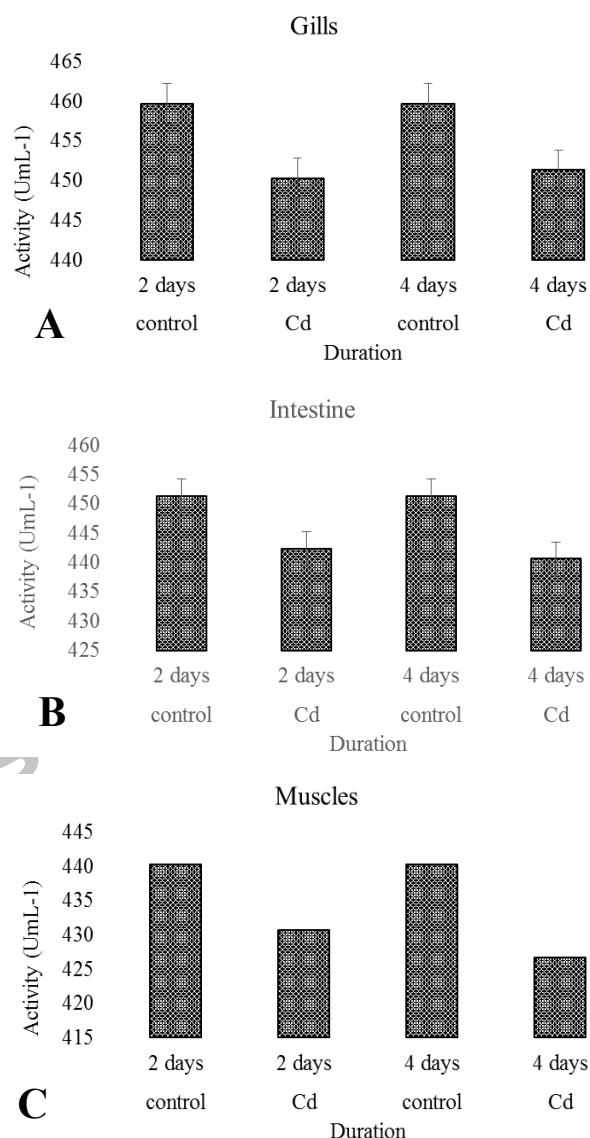 Gills
Activity (UmL-1)
465
460
455
450
445
440
2 days 2 days 4 days 4 days
control Cd control Cd
Duration
A
Intestine
Activity (UmL-1)
460
455
450
445
440
435
430
425
2 days 2 days 4 days 4 days
control Cd control Cd
Duration
B
Muscles
Activity (UmL-1)
445
440
435
430
425
420
415
2 days 2 days 4 days 4 days
control Cd control Cd
Duration
C